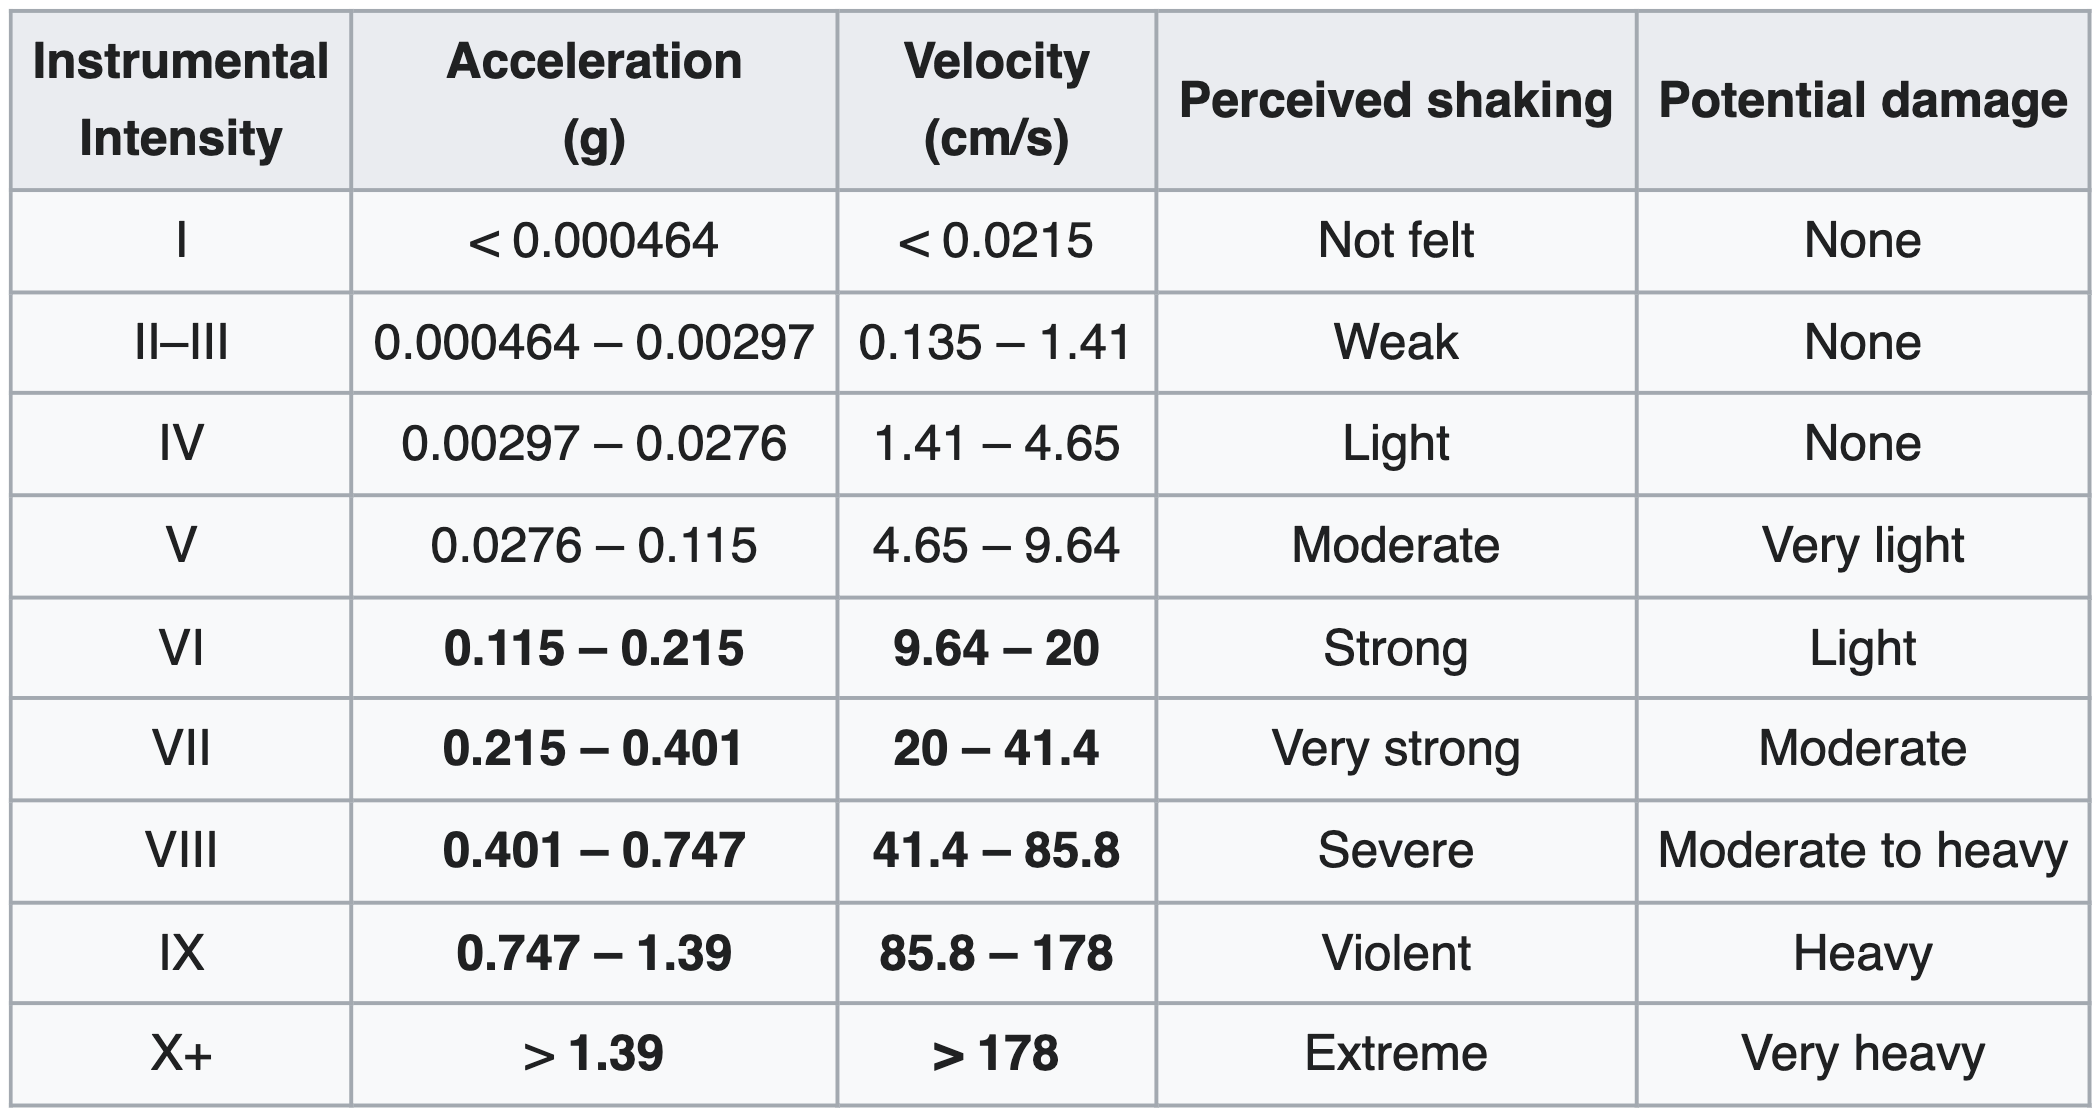 Instrumental Intensity | Acceleration (g) | Velocity (cm/s) | Perceived shaking | Potential damage
I | < 0.000464 | < 0.0215 | Not felt | None
II–III | 0.000464 – 0.00297 | 0.135 – 1.41 | Weak | None
IV | 0.00297 – 0.0276 | 1.41 – 4.65 | Light | None
V | 0.0276 – 0.115 | 4.65 – 9.64 | Moderate | Very light
VI | 0.115 – 0.215 | 9.64 – 20 | Strong | Light
VII | 0.215 – 0.401 | 20 – 41.4 | Very strong | Moderate
VIII | 0.401 – 0.747 | 41.4 – 85.8 | Severe | Moderate to heavy
IX | 0.747 – 1.39 | 85.8 – 178 | Violent | Heavy
X+ | > 1.39 | > 178 | Extreme | Very heavy